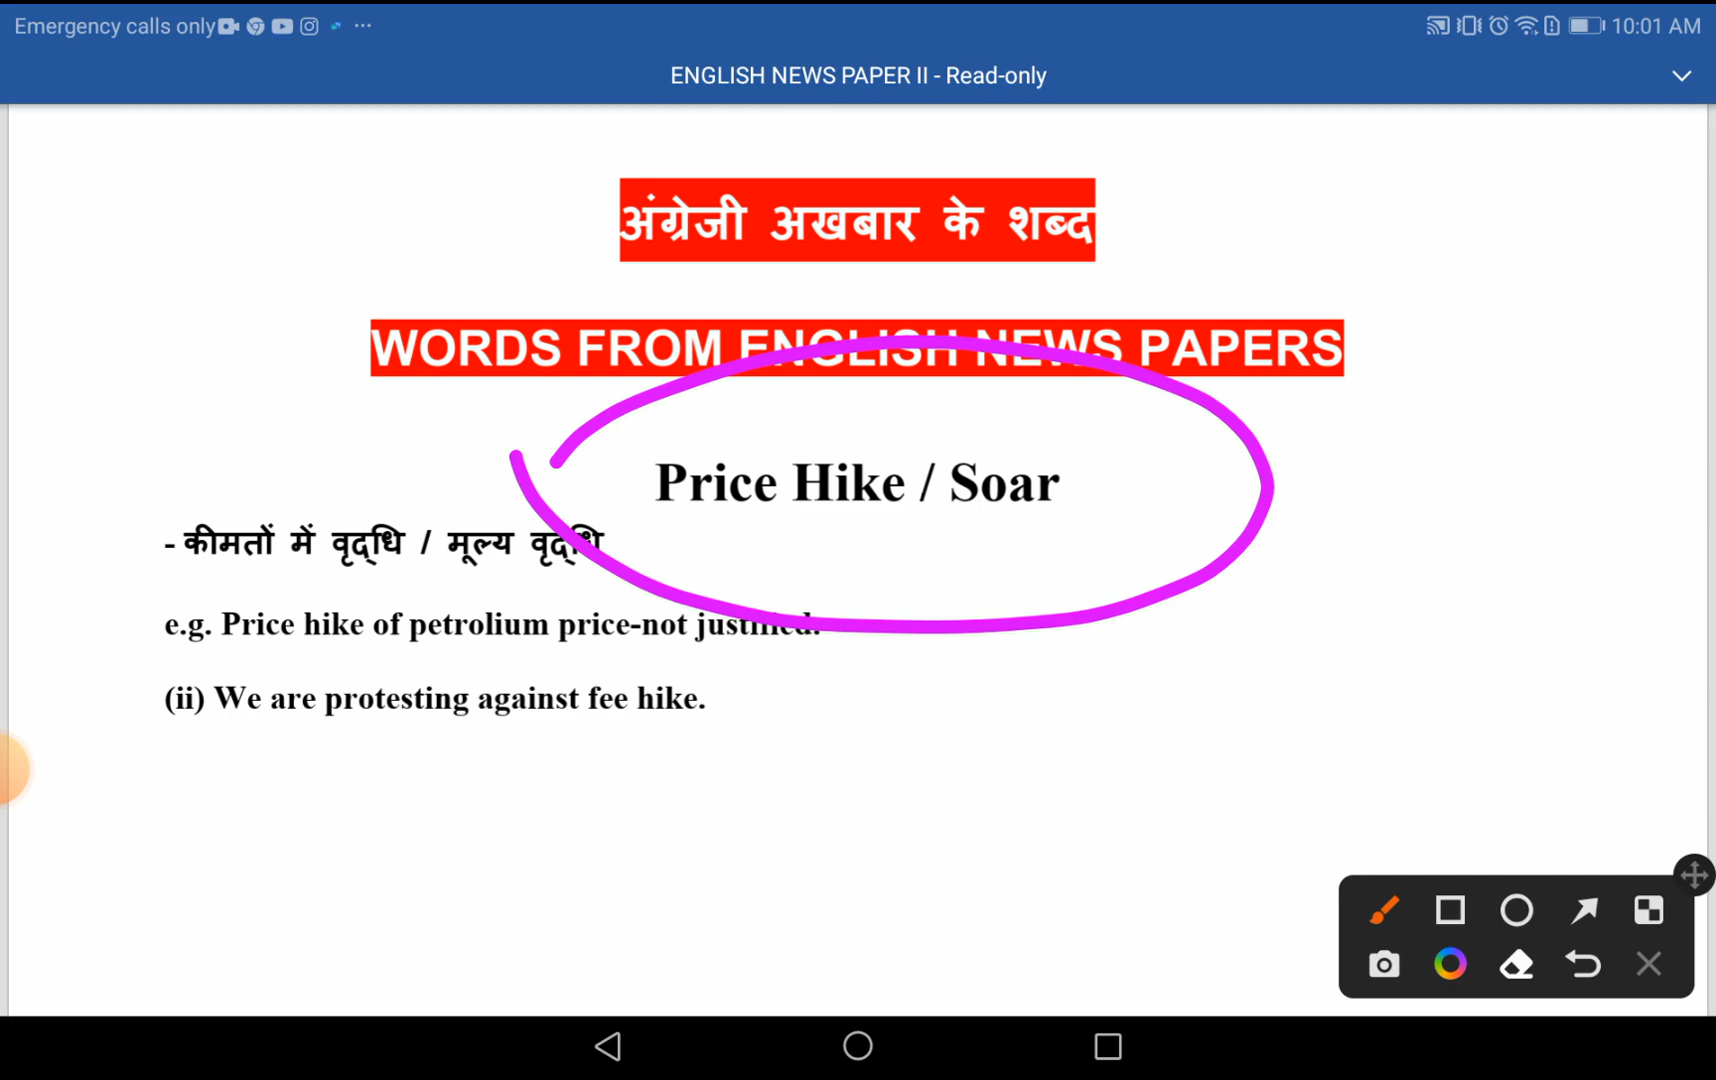 Emergency calls only
10:01 AM
ENGLISH NEWS PAPER II - Read-only
अंग्रेजी अखबार के शब्द
WORDS FROM ENGLISH NEWS PAPERS
Price Hike / Soar
- कीमतों में वृद्धि / मूल्य वृद्धि
e.g. Price hike of petrolium price-not justified.
(ii) We are protesting against fee hike.